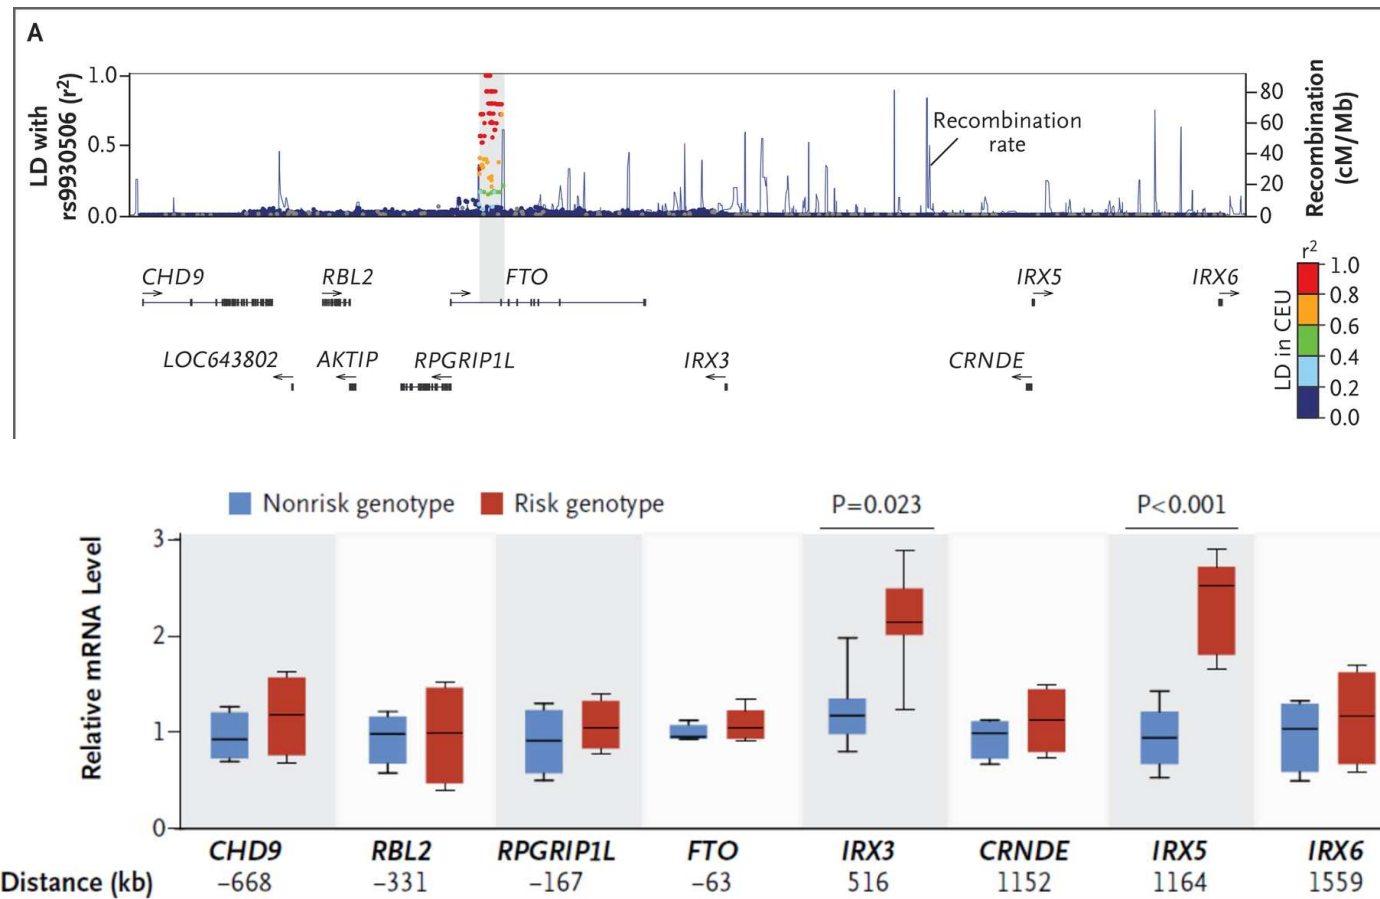 A
LD with
rs9930506 (r²)
1.0
0.5
0.0
Recombination
rate
80
60
40
20
0
Recombination
(cM/Mb)
CHD9
RBL2
FTO
IRX5
IRX6
LOC643802
AKTIP
RPGRIP1L
IRX3
CRNDE
r²
LD in CEU
1.0
0.8
0.6
0.4
0.2
0.0
Nonrisk genotype
Risk genotype
P=0.023
P<0.001
Relative mRNA Level
3
2
1
0
CHD9 RBL2 RPGRIP1L FTO IRX3 CRNDE IRX5 IRX6
Distance (kb) –668 –331 –167 –63 516 1152 1164 1559